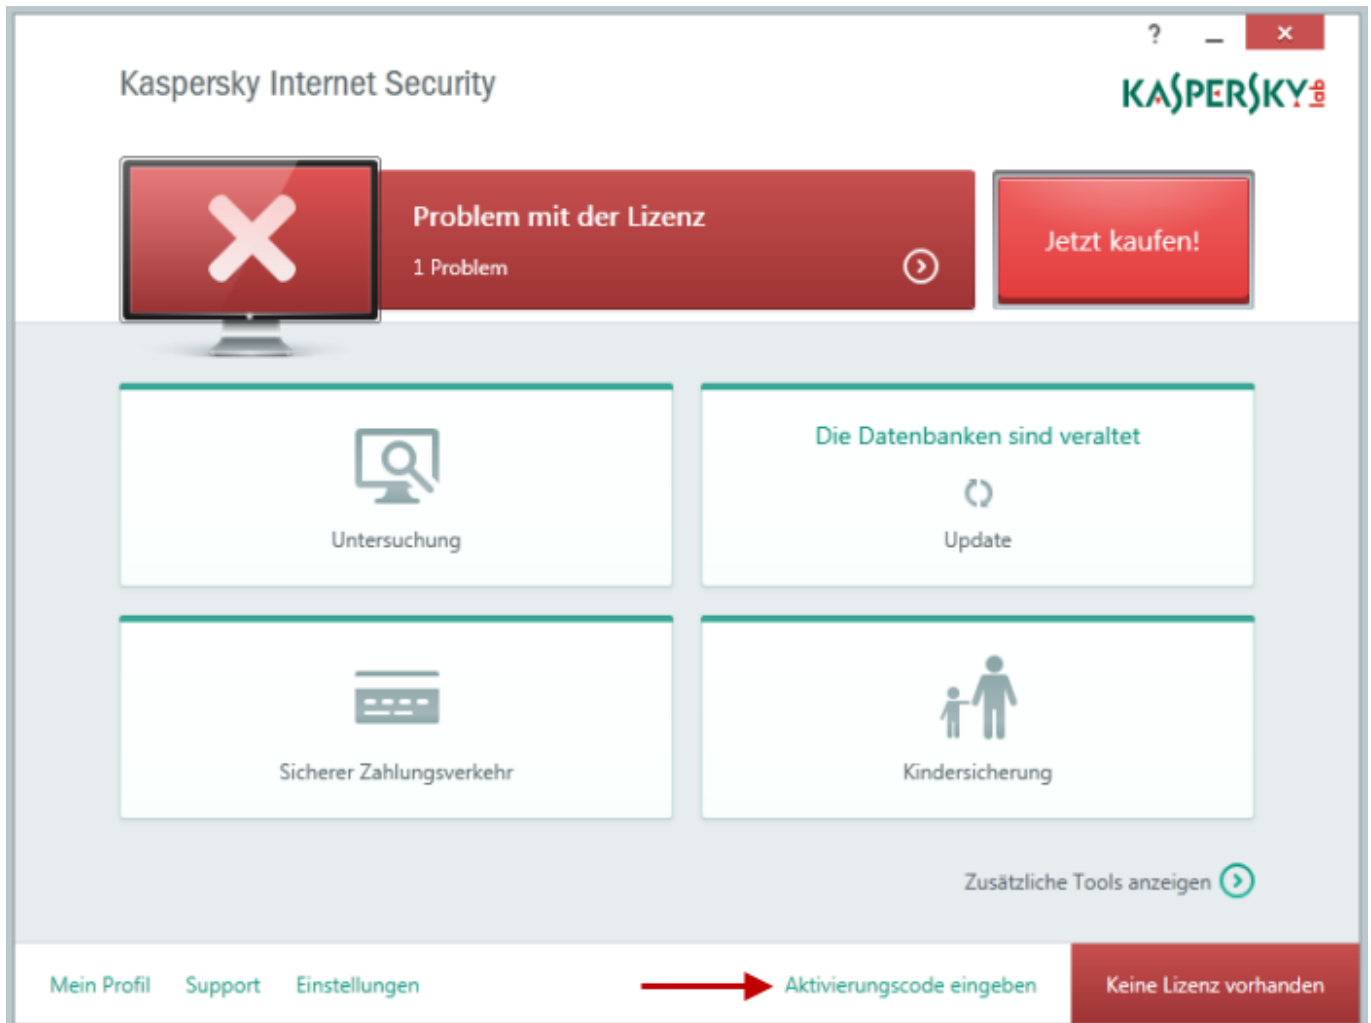 ?
Kaspersky Internet Security
KASPERSKY lab
Problem mit der Lizenz
1 Problem
Jetzt kaufen!
Untersuchung
Die Datenbanken sind veraltet
Update
Sicherer Zahlungsverkehr
Kindersicherung
Zusätzliche Tools anzeigen
Mein Profil Support Einstellungen Aktivierungscode eingeben Keine Lizenz vorhanden